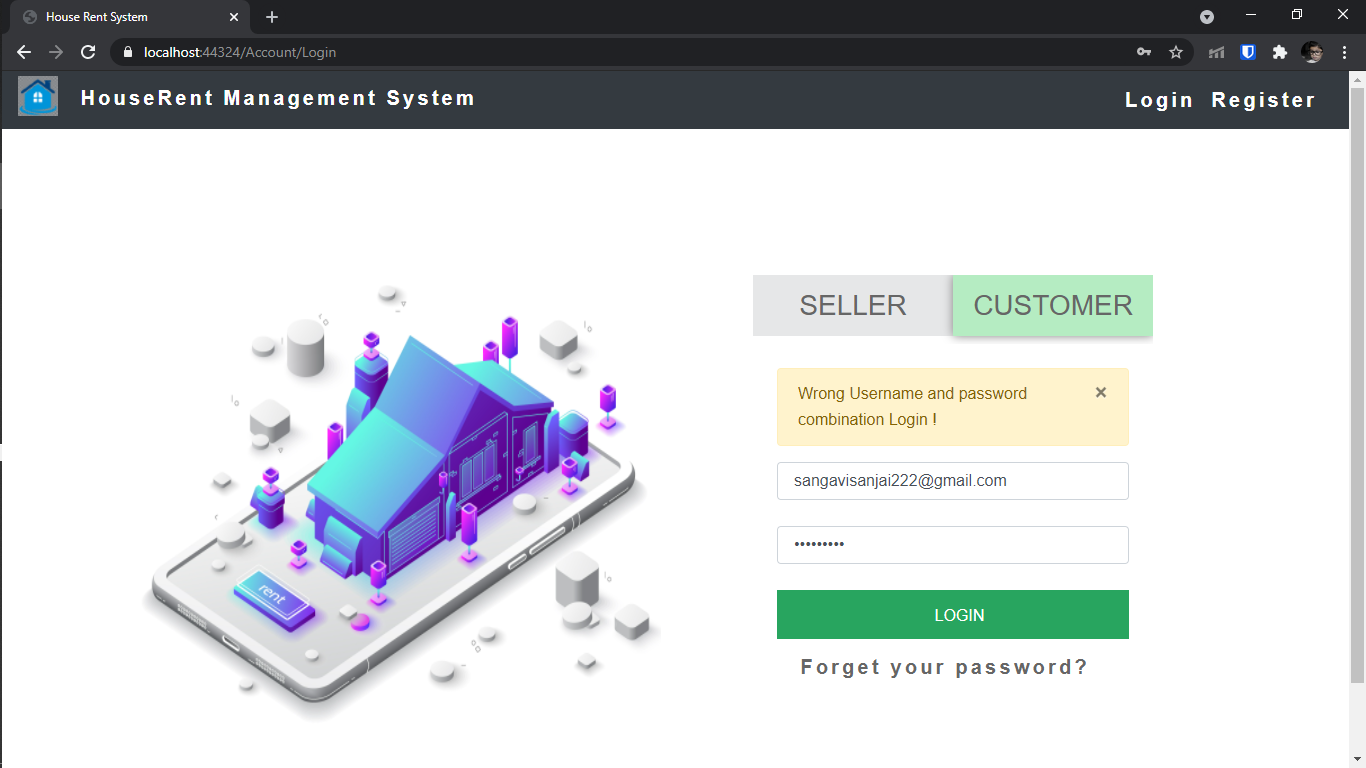 House Rent System
localhost:44324/Account/Login
HouseRent Management System
Login Register
SELLER CUSTOMER
Wrong Username and password
combination Login !
sangavisanjai222@gmail.com
•••••••••
LOGIN
Forget your password?
rent